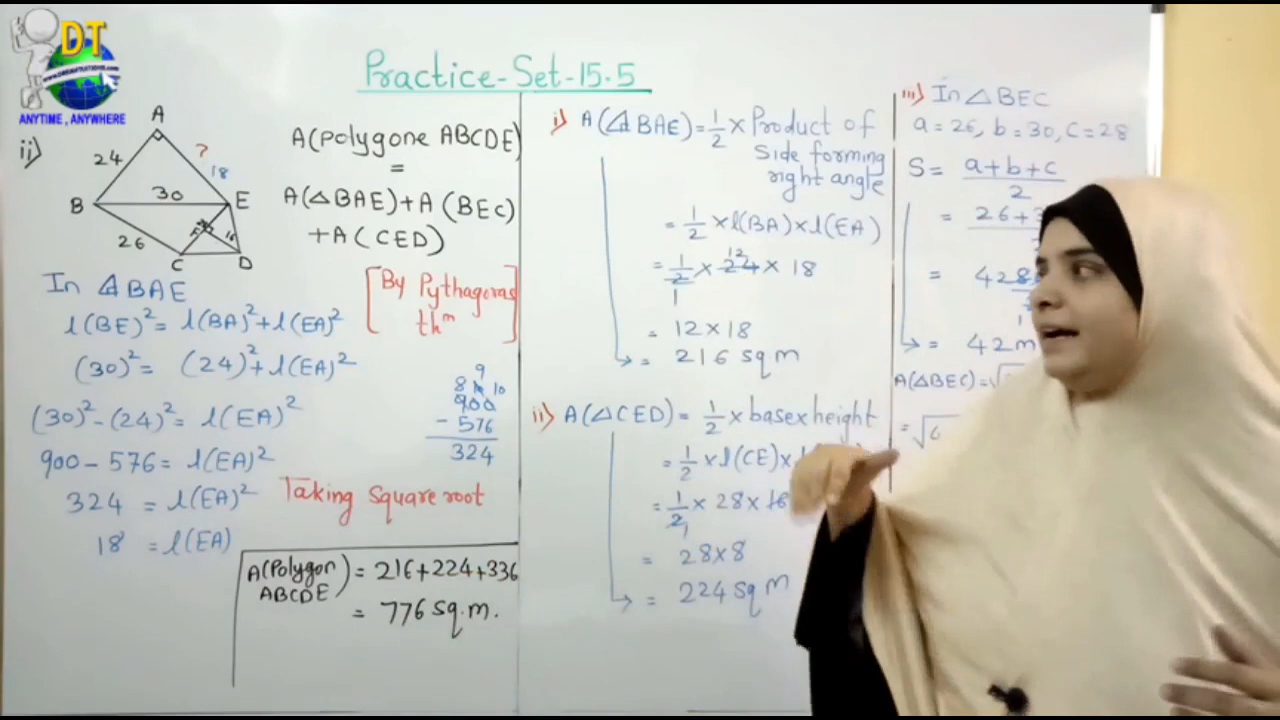 DT
ANYTIME , ANYWHERE
Practice-Set-15.5
ii)
A
24
?
18
B
30
E
26
16
C
D
A(polygone ABCDE)
=
A(△BAE)+A(BEC)
+A(CED)
In △BAE
[By Pythagoras
thᵐ]
l(BE)²= l(BA)²+l(EA)²
(30)²= (24)²+l(EA)²
(30)²-(24)²= l(EA)²
900-576= l(EA)²
324 = l(EA)²
18 = l(EA)
9
8 10 10
900
- 576
324
Taking square root
A(Polygon ABCDE) = 216+224+336
= 776 sq.m.
i) A(△BAE)= 1/2 × Product of
side forming
right angle
= 1/2 × l(BA)×l(EA)
12
= 1/2 × 24 × 18
1
= 12×18
= 216 sq m
ii) A(△CED)= 1/2 × base×height
= 1/2 × l(CE)×
= 1/2 × 28×16
1
= 28×8
= 224 sq m
iii) In △BEC
a=26, b=30, c=28
S= a+b+c/2
= 26+3
= 42
= 42m
A(△BEC)=√
= √